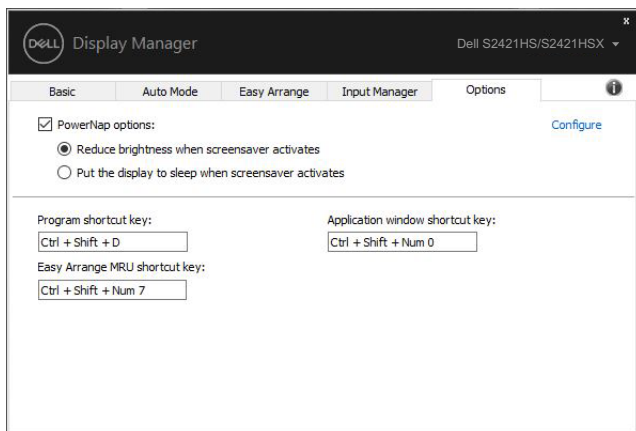 x
DELL Display Manager
Dell S2421HS/S2421HSX
Basic Auto Mode Easy Arrange Input Manager Options
PowerNap options: Configure
Reduce brightness when screensaver activates
Put the display to sleep when screensaver activates
Program shortcut key: Application window shortcut key:
Ctrl + Shift + D Ctrl + Shift + Num 0
Easy Arrange MRU shortcut key:
Ctrl + Shift + Num 7